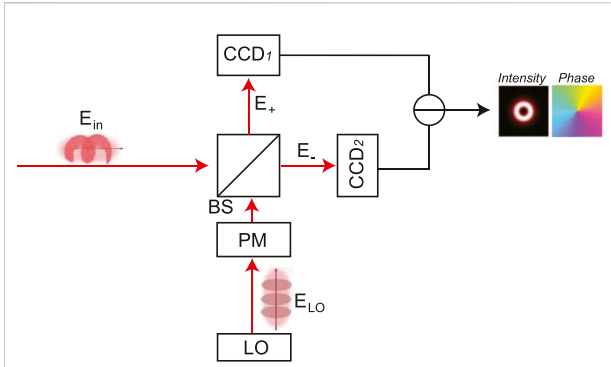 CCD1
Intensity Phase
E+
Ein
E-
CCD2
BS
PM
ELO
LO